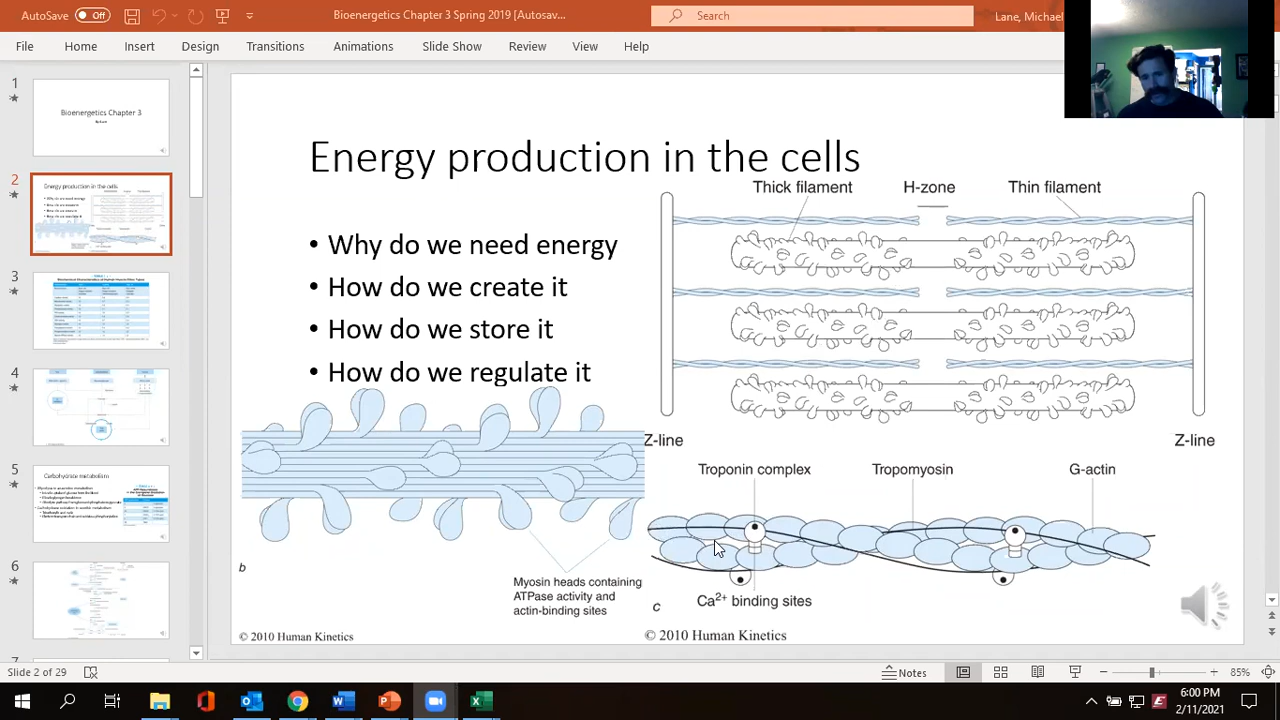 AutoSave Off
Bioenergetics Chapter 3 Spring 2019 [Autosav...
Search
Lane, Michael
File Home Insert Design Transitions Animations Slide Show Review View Help
1
Bioenergetics Chapter 3
2
Energy production in the cells
3
4
5
Carbohydrate metabolism
6
Energy production in the cells
• Why do we need energy
• How do we create it
• How do we store it
• How do we regulate it
Thick filament H-zone Thin filament
Z-line Z-line
Troponin complex Tropomyosin G-actin
Myosin heads containing
ATPase activity and
actin-binding sites
b
© 2010 Human Kinetics
Ca2+ binding sites
c
© 2010 Human Kinetics
Slide 2 of 29
Notes
85%
6:00 PM
2/11/2021